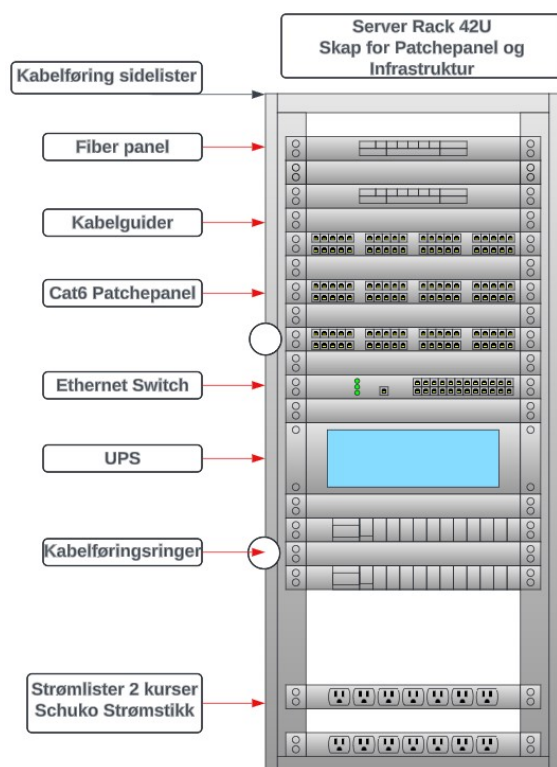 Server Rack 42U
Skap for Patchepanel og
Infrastruktur
Kabelføring sidelister
Fiber panel
Kabelguider
Cat6 Patchepanel
Ethernet Switch
UPS
Kabelføringsringer
Strømlister 2 kurser
Schuko Strømstikk